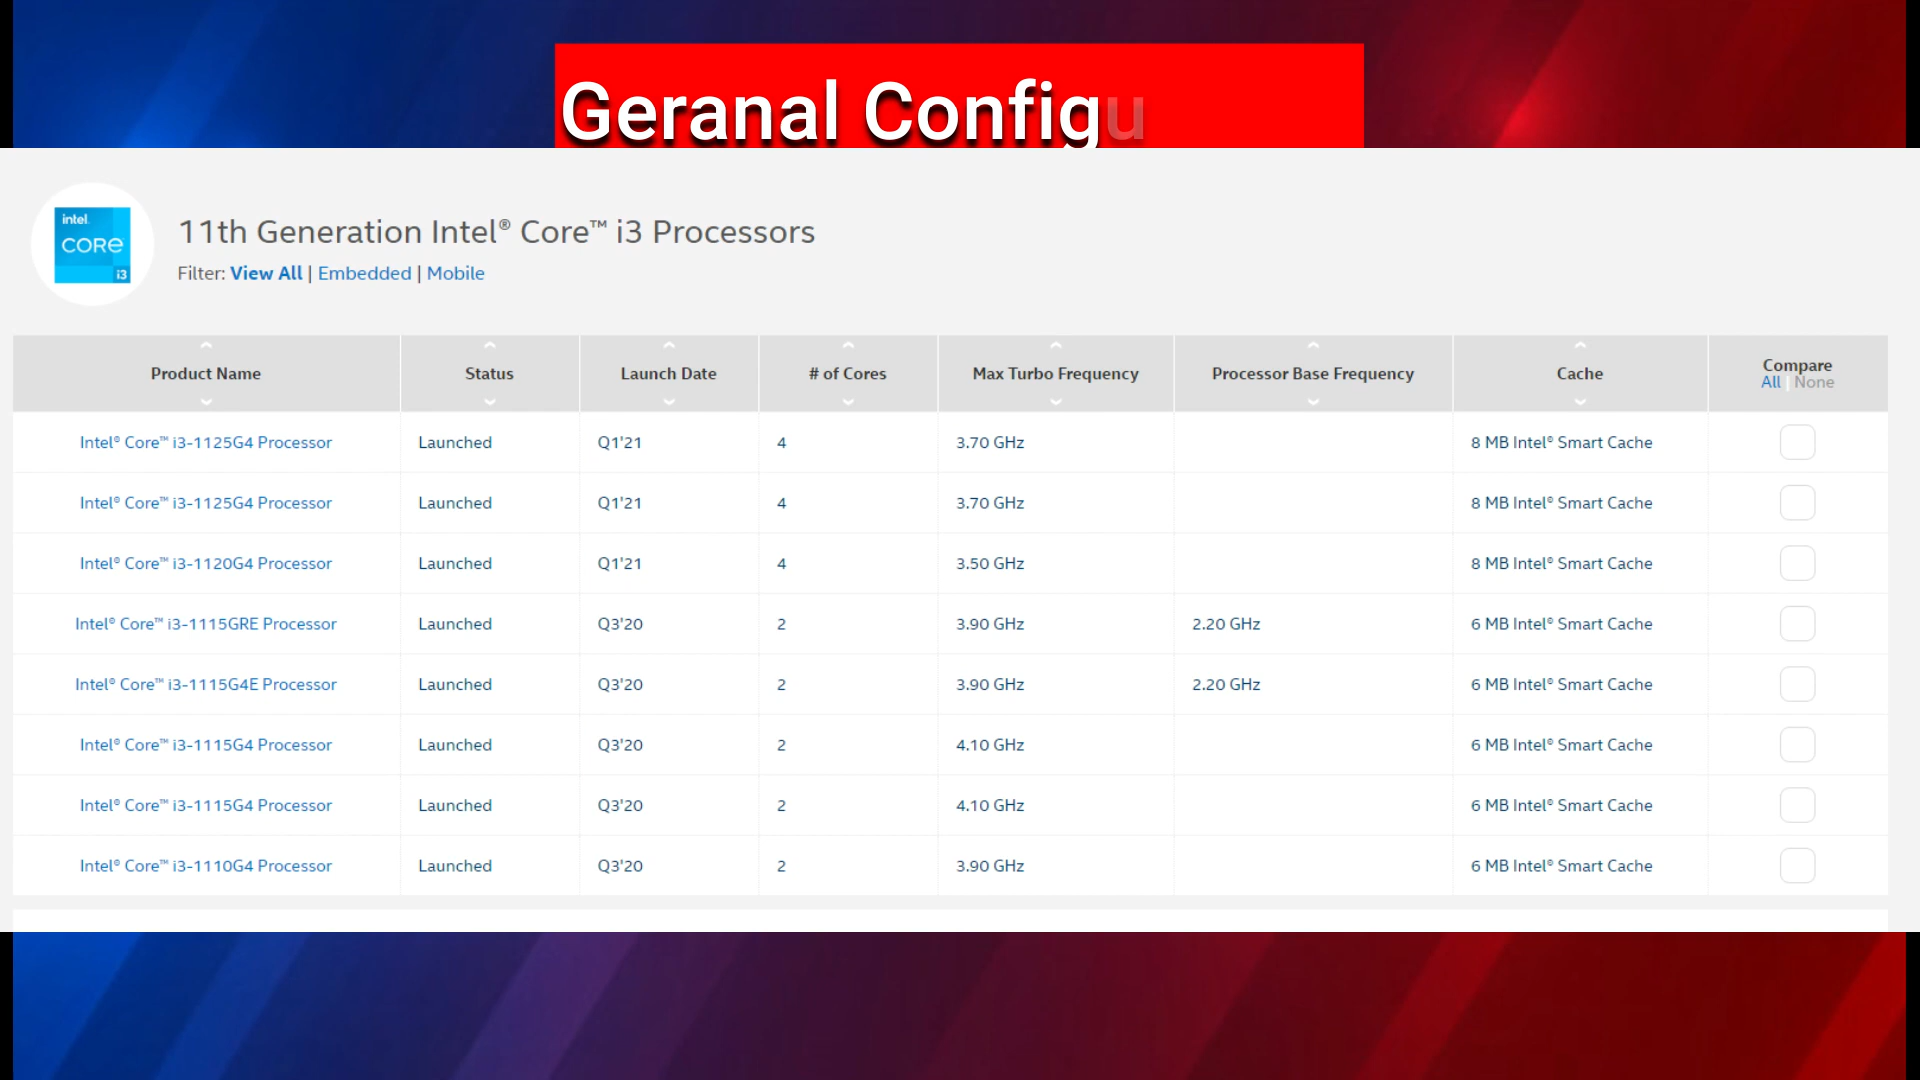 Geranal Configu
intel.
CORE
i3
11th Generation Intel® Core™ i3 Processors
Filter: View All | Embedded | Mobile
Product Name Status Launch Date # of Cores Max Turbo Frequency Processor Base Frequency Cache Compare
All | None
Intel® Core™ i3-1125G4 Processor Launched Q1'21 4 3.70 GHz 8 MB Intel® Smart Cache
Intel® Core™ i3-1125G4 Processor Launched Q1'21 4 3.70 GHz 8 MB Intel® Smart Cache
Intel® Core™ i3-1120G4 Processor Launched Q1'21 4 3.50 GHz 8 MB Intel® Smart Cache
Intel® Core™ i3-1115GRE Processor Launched Q3'20 2 3.90 GHz 2.20 GHz 6 MB Intel® Smart Cache
Intel® Core™ i3-1115G4E Processor Launched Q3'20 2 3.90 GHz 2.20 GHz 6 MB Intel® Smart Cache
Intel® Core™ i3-1115G4 Processor Launched Q3'20 2 4.10 GHz 6 MB Intel® Smart Cache
Intel® Core™ i3-1115G4 Processor Launched Q3'20 2 4.10 GHz 6 MB Intel® Smart Cache
Intel® Core™ i3-1110G4 Processor Launched Q3'20 2 3.90 GHz 6 MB Intel® Smart Cache